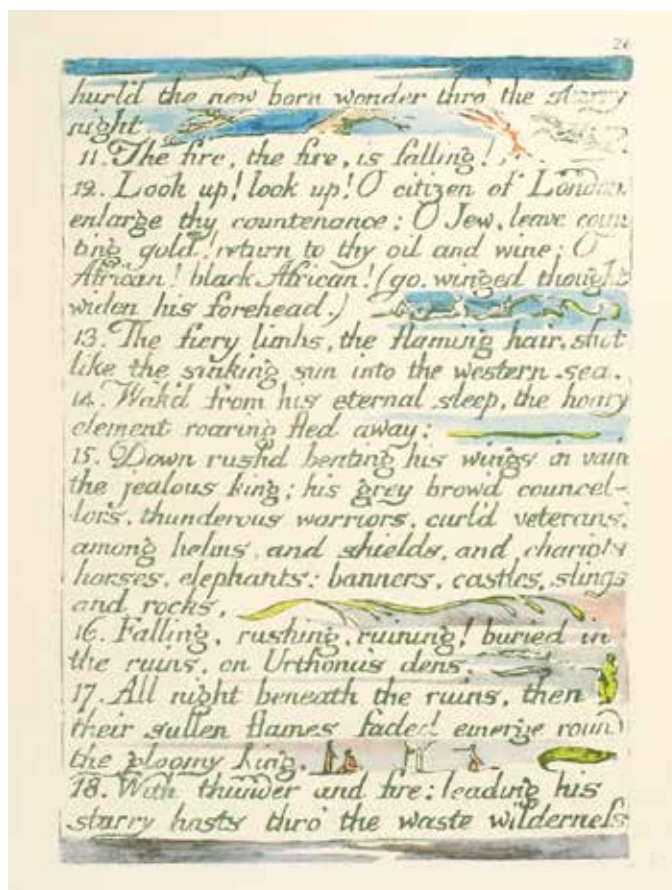 26
hurld the new born wonder thro' the starry
night.
11. The fire, the fire, is falling!
12. Look up! look up! O citizen of London,
enlarge thy countenance; O Jew, leave coun
ting gold! return to thy oil and wine; O
African! black African! (go, winged thought
widen his forehead.)
13. The fiery limbs, the flaming hair, shot
like the sinking sun into the western sea.
14. Wak'd from his eternal sleep, the hoary
element roaring fled away:
15. Down rushd beating his wings in vain
the jealous king; his grey brow'd councel-
lors, thunderous warriors, curl'd veterans,
among helms, and shields, and chariots
horses, elephants: banners, castles, slings
and rocks,
16. Falling, rushing, ruining! buried in
the ruins, on Urthona's dens.
17. All night beneath the ruins, then
their sullen flames faded emerge round
the gloomy king,
18. With thunder and fire: leading his
starry hosts thro' the waste wilderness